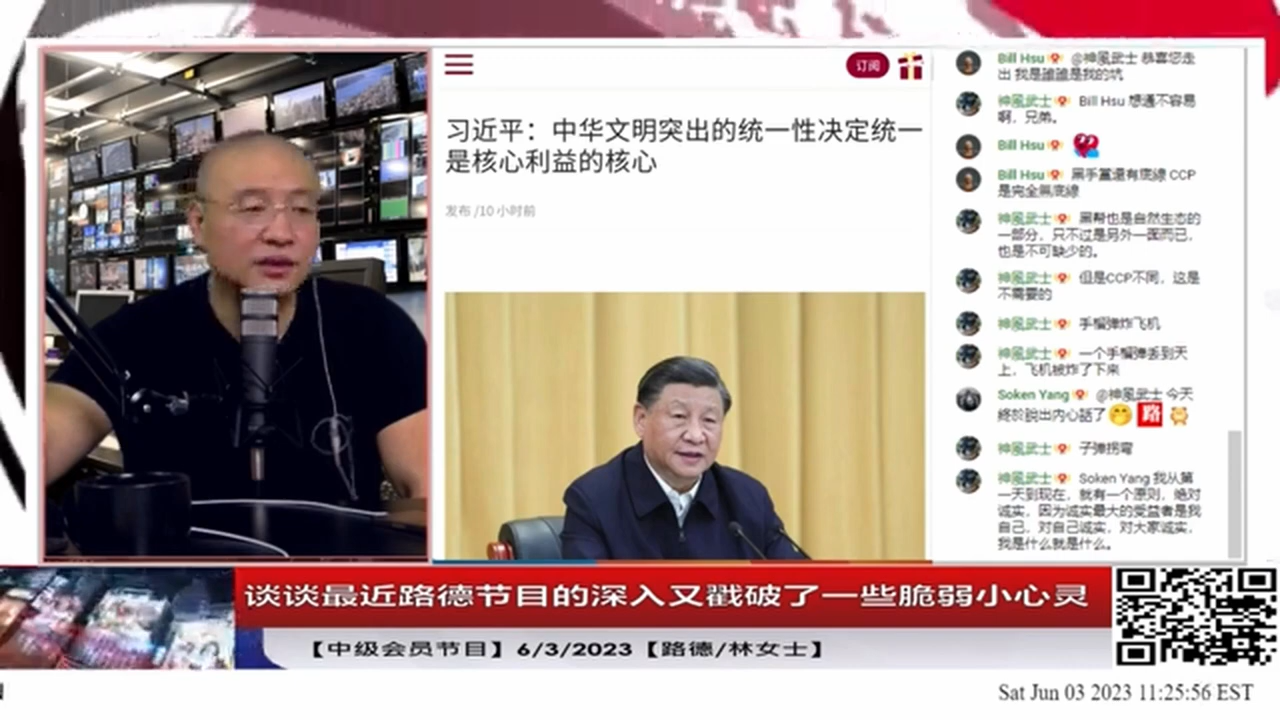 订阅
习近平：中华文明突出的统一性决定统一
是核心利益的核心
发布 /10 小时前
Bill Hsu @神風武士 恭喜您走
出 我是誰誰是我的坑
神風武士 Bill Hsu 想通不容易
啊，兄弟。
Bill Hsu
Bill Hsu 黑手黨還有底線 CCP
是完全無底線
神風武士 黑帮也是自然生态的
一部分，只不过是另外一面而已，
也是不可缺少的。
神風武士 但是CCP不同，这是
不需要的
神風武士 手榴弹炸飞机
神風武士 一个手榴弹丢到天
上，飞机被炸了下来
Soken Yang @神風武士 今天
終於說出内心話了 路
神風武士 子弹拐弯
神風武士 Soken Yang 我从第
一天到现在，就有一个原则，绝对
诚实，因为诚实最大的受益者是我
自己，对自己诚实，对大家诚实，
我是什么就是什么。
谈谈最近路德节目的深入又戳破了一些脆弱小心灵
【中级会员节目】6/3/2023【路德/林女士】
Sat Jun 03 2023 11:25:56 EST